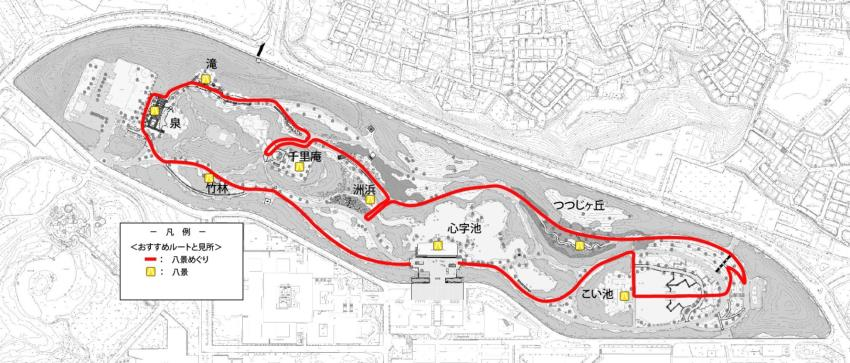 滝
泉
千里庵
竹林
洲浜
つつじヶ丘
心字池
こい池
― 凡 例 ―
＜おすすめルートと見所＞
： 八景めぐり
： 八景